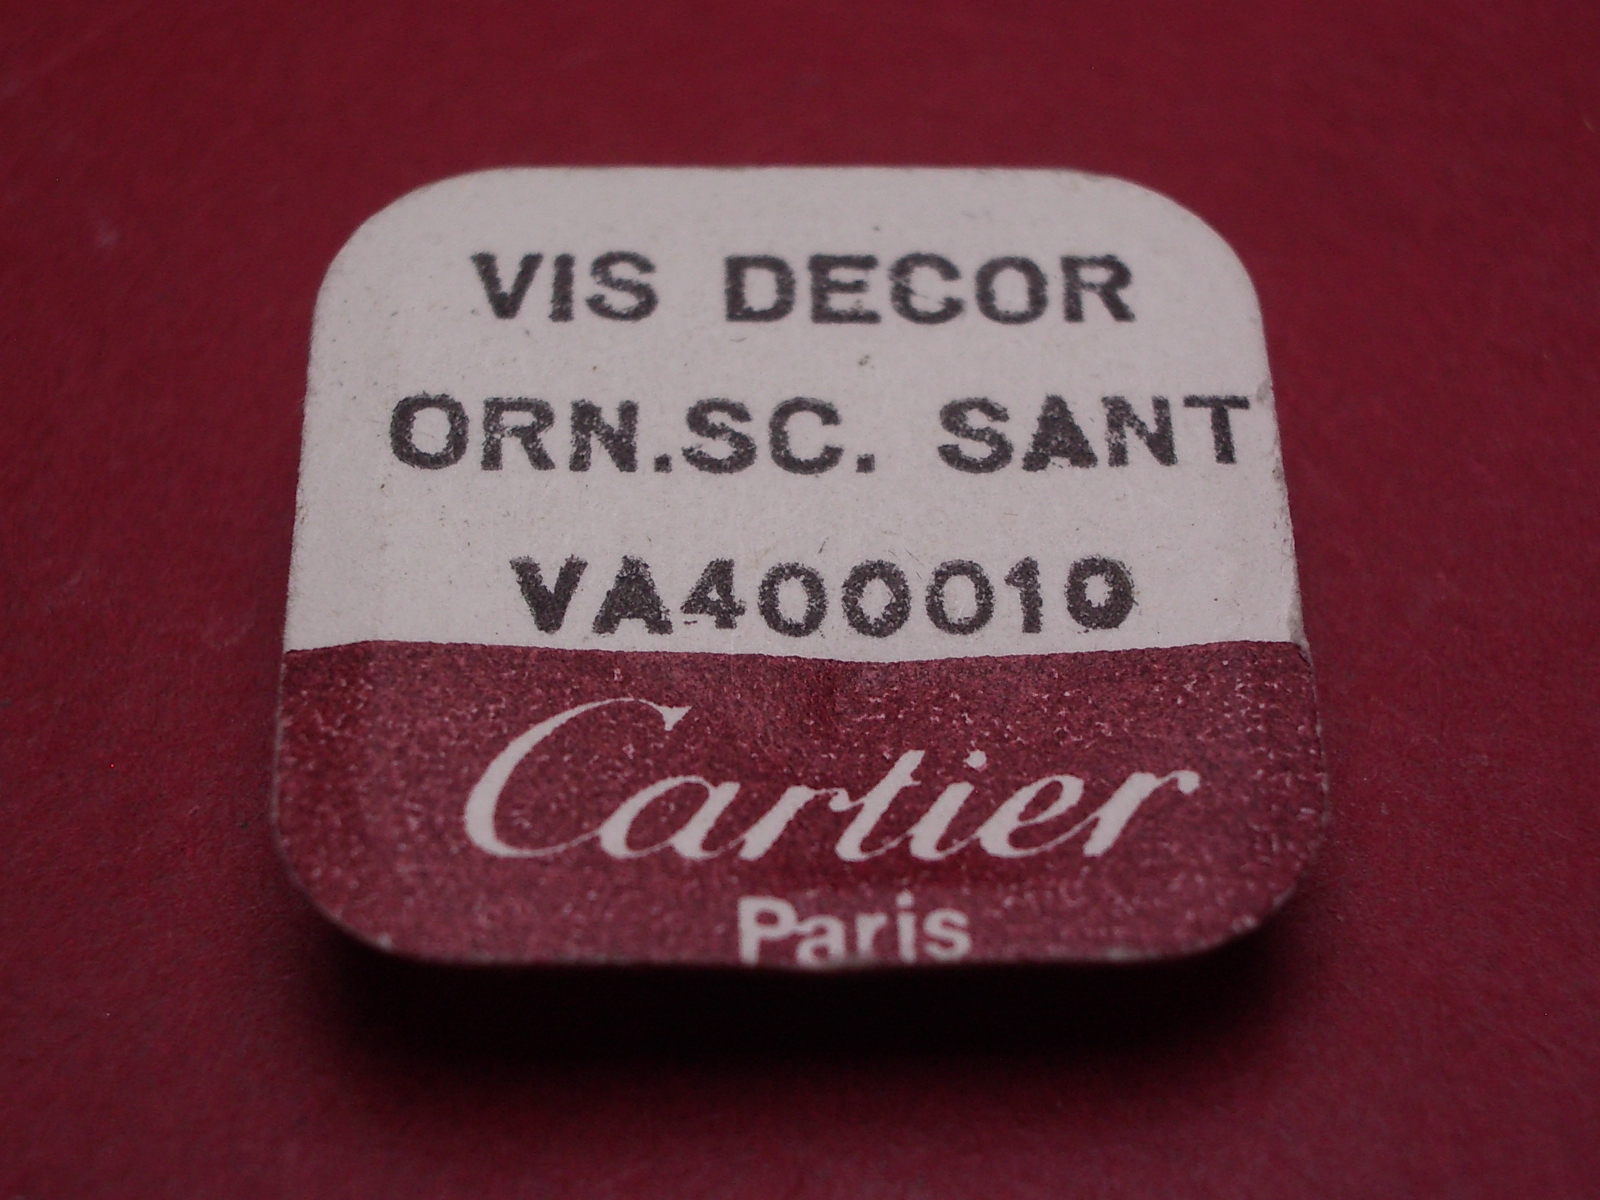 VIS DECOR
ORN.SC. SANT
VA400010
Cartier
Paris